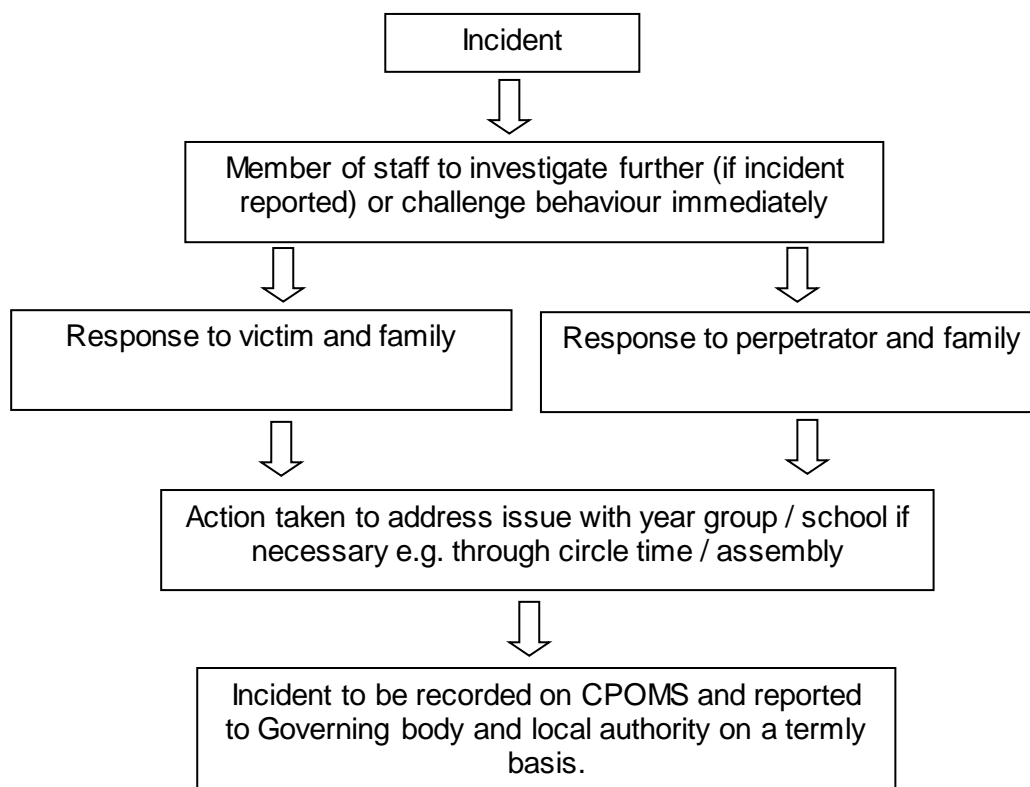 Incident
Member of staff to investigate further (if incident
reported) or challenge behaviour immediately
Response to victim and family
Response to perpetrator and family
Action taken to address issue with year group / school if
necessary e.g. through circle time / assembly
Incident to be recorded on CPOMS and reported
to Governing body and local authority on a termly
basis.